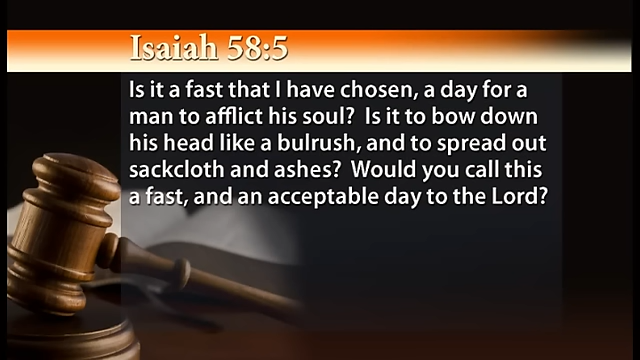 Isaiah 58:5
Is it a fast that I have chosen, a day for a
man to afflict his soul?  Is it to bow down
his head like a bulrush, and to spread out
sackcloth and ashes?  Would you call this
a fast, and an acceptable day to the Lord?